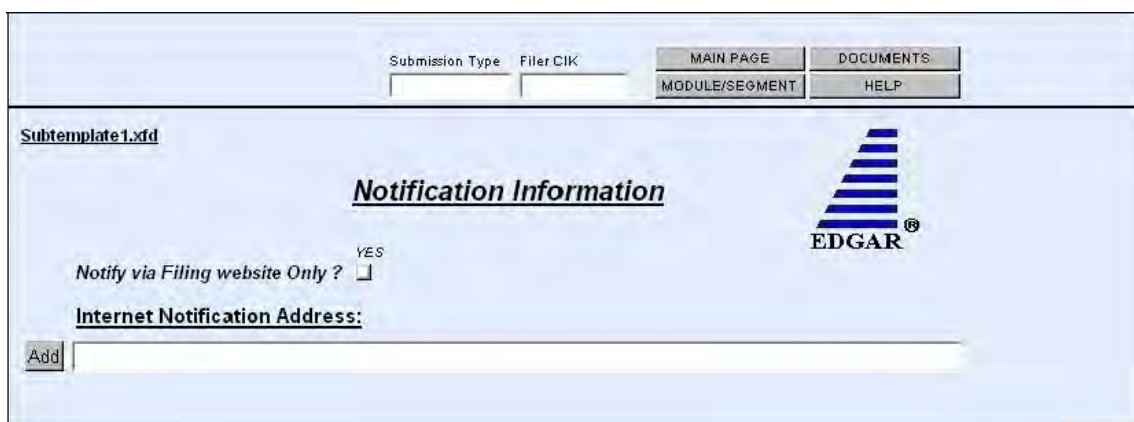 Submission Type Filer CIK MAIN PAGE DOCUMENTS
MODULE/SEGMENT HELP
Subtemplate1.xfd
Notification Information
EDGAR®
YES
Notify via Filing website Only ?
Internet Notification Address:
Add